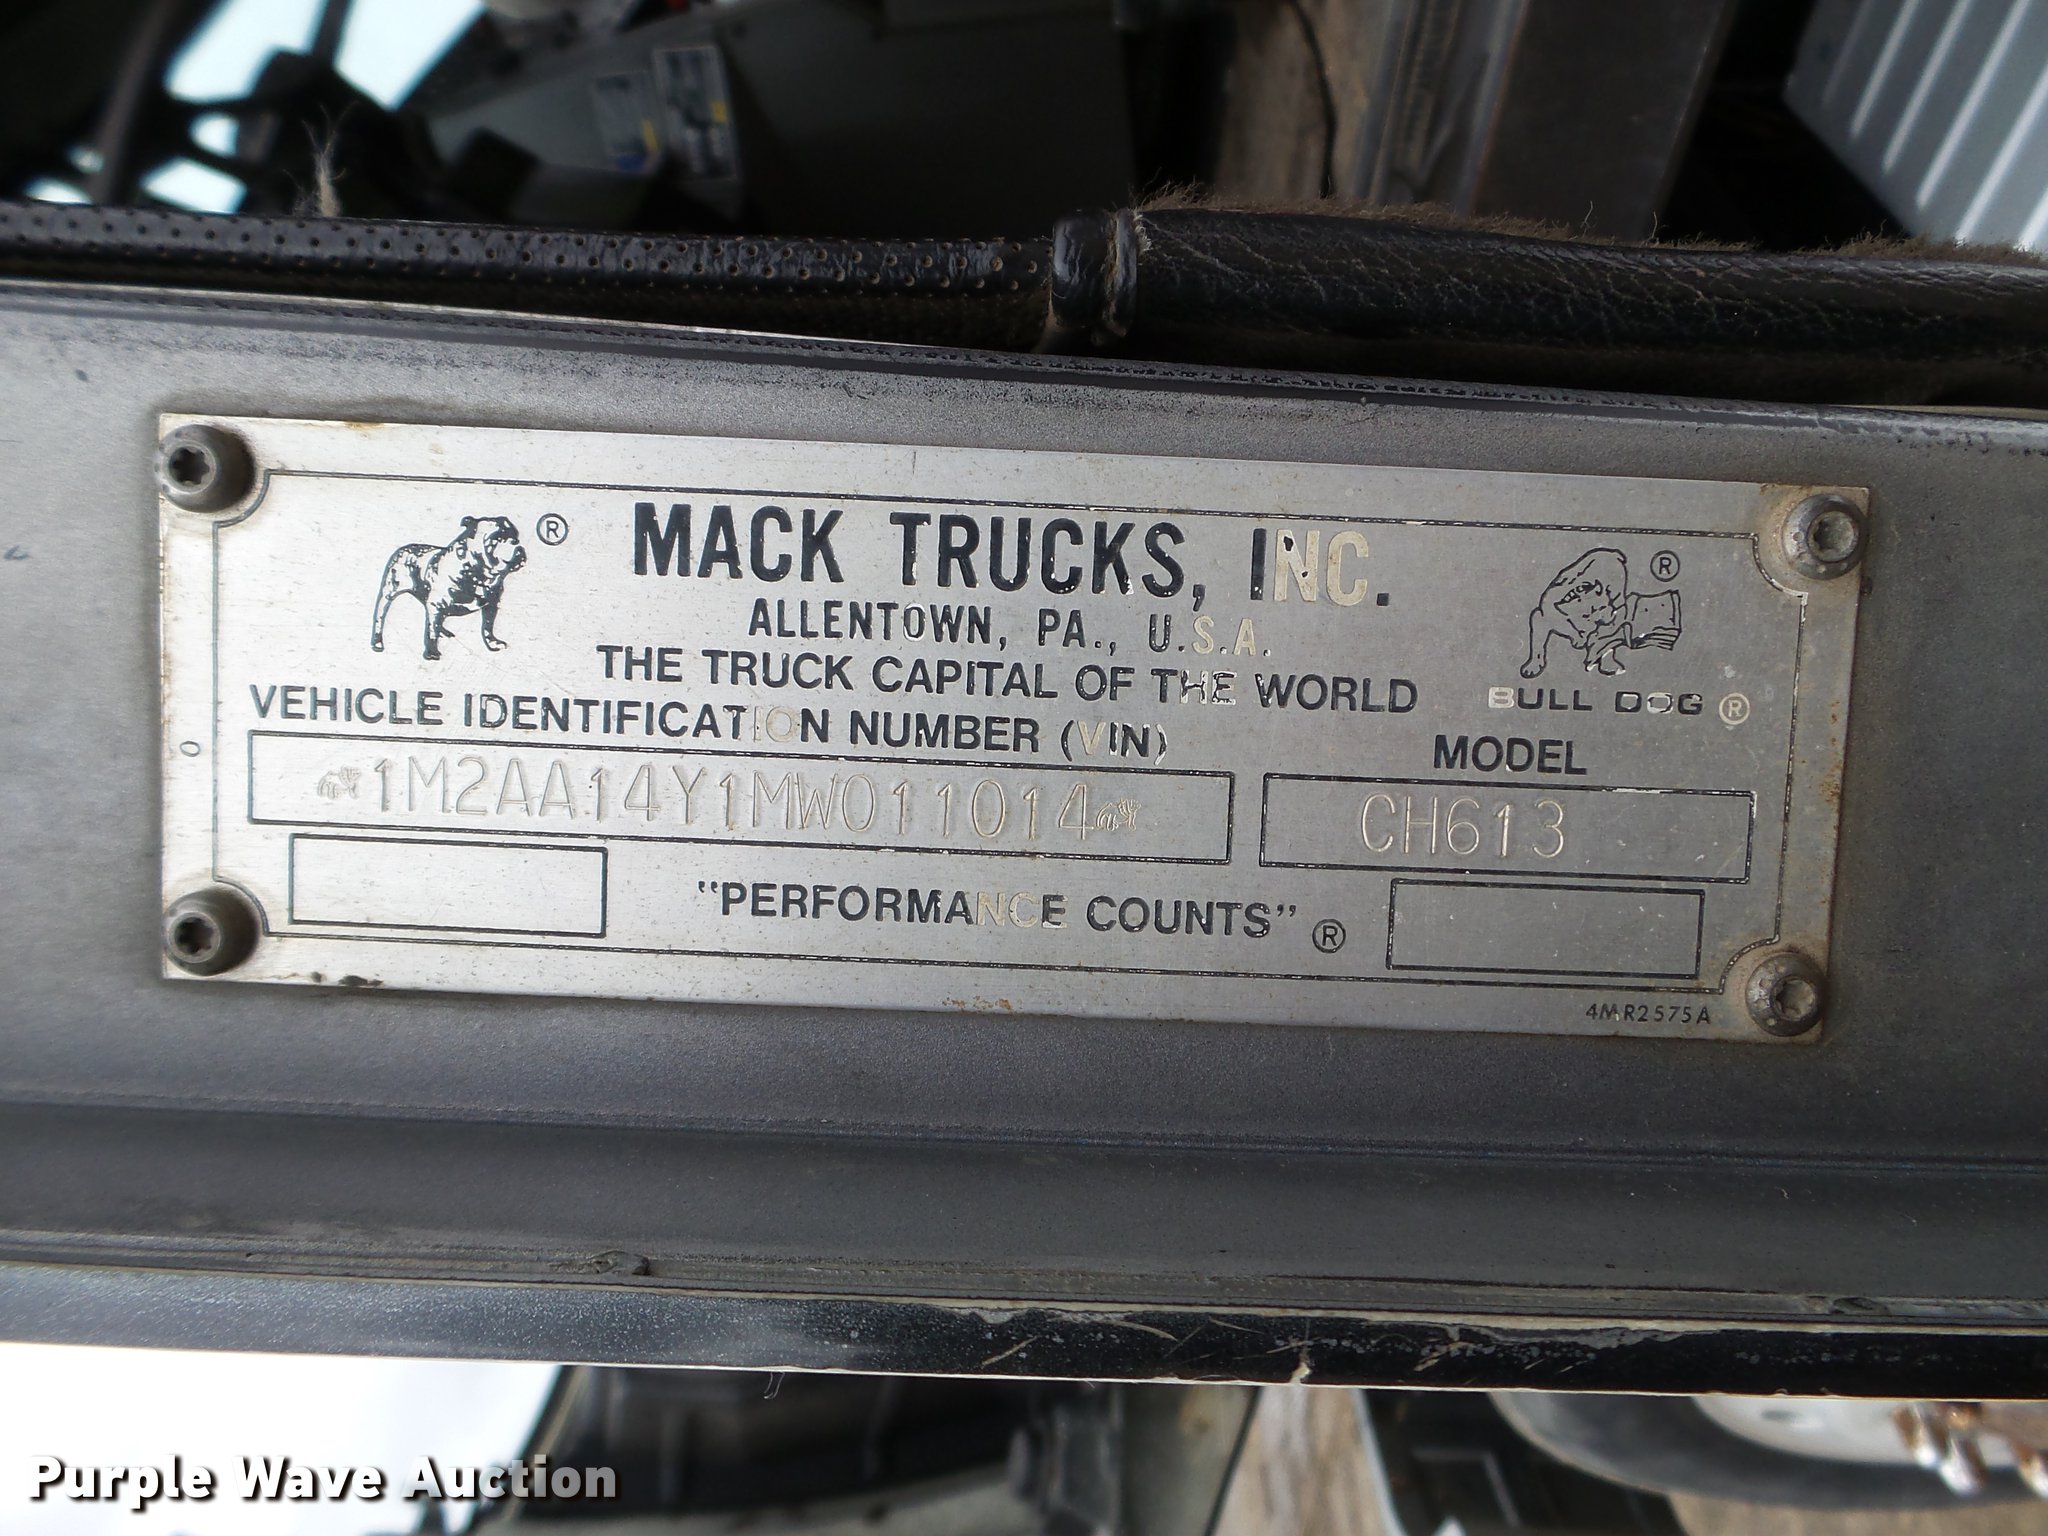 ®
MACK TRUCKS, INC.
ALLENTOWN, PA., U.S.A.
THE TRUCK CAPITAL OF THE WORLD
®
BULL DOG ®
VEHICLE IDENTIFICATION NUMBER (VIN)
MODEL
1M2AA14Y1MW011014
CH613
"PERFORMANCE COUNTS" ®
4MR2575A
Purple Wave Auction